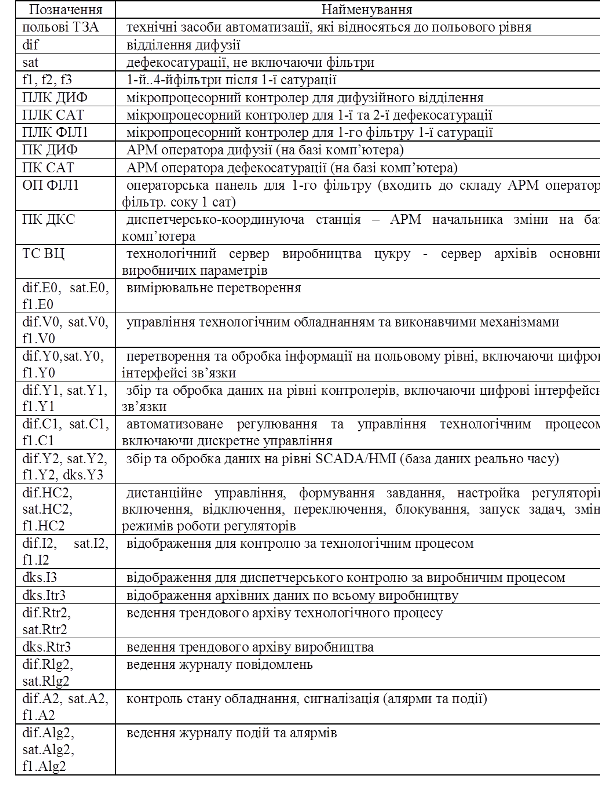 Позначення Найменування
польові ТЗА технічні засоби автоматизації, які відносяться до польового рівня
dif відділення дифузії
sat дефекосатурації, не включаючи фільтри
f1, f2, f3 1-й..4-йфільтри після 1-ї сатурації
ПЛК ДИФ мікропроцесорний контролер для дифузійного відділення
ПЛК САТ мікропроцесорний контролер для 1-ї та 2-ї дефекосатурації
ПЛК ФІЛ1 мікропроцесорний контролер для 1-го фільтру 1-ї сатурації
ПК ДИФ АРМ оператора дифузії (на базі комп’ютера)
ПК САТ АРМ оператора дефекосатурації (на базі комп’ютера)
ОП ФІЛ1 операторська панель для 1-го фільтру (входить до складу АРМ оператор
фільтр. соку 1 сат)
ПК ДКС диспетчерсько-координуюча станція – АРМ начальника зміни на баз
комп’ютера
ТС ВЦ технологічний сервер виробництва цукру - сервер архівів основни
виробничих параметрів
dif.E0, sat.E0, вимірювальне перетворення
f1.E0
dif.V0, sat.V0, управління технологічним обладнанням та виконавчими механізмами
f1.V0
dif.Y0,sat.Y0, перетворення та обробка інформації на польовому рівні, включаючи цифров
f1.Y0 інтерфейсі зв’язки
dif.Y1, sat.Y1, збір та обробка даних на рівні контролерів, включаючи цифрові інтерфейсн
f1.Y1 зв’язки
dif.C1, sat.C1, автоматизоване регулювання та управління технологічним процесом
f1.C1 включаючи дискретне управління
dif.Y2, sat.Y2, збір та обробка даних на рівні SCADA/HMI (база даних реально часу)
f1.Y2, dks.Y3
dif.HC2, дистанційне управління, формування завдання, настройка регуляторів
sat.HC2, включення, відключення, переключення, блокування, запуск задач, змін
f1.HC2 режимів роботи регуляторів
dif.I2, sat.I2, відображення для контролю за технологічним процесом
f1.I2
dks.I3 відображення для диспетчерського контролю за виробничим процесом
dks.Itr3 відображення архівних даних по всьому виробництву
dif.Rtr2, ведення трендового архіву технологічного процесу
sat.Rtr2
dks.Rtr3 ведення трендового архіву виробництва
dif.Rlg2, ведення журналу повідомлень
sat.Rlg2
dif.A2, sat.A2, контроль стану обладнання, сигналізація (алярми та події)
f1.A2
dif.Alg2, ведення журналу подій та алярмів
sat.Alg2,
f1.Alg2